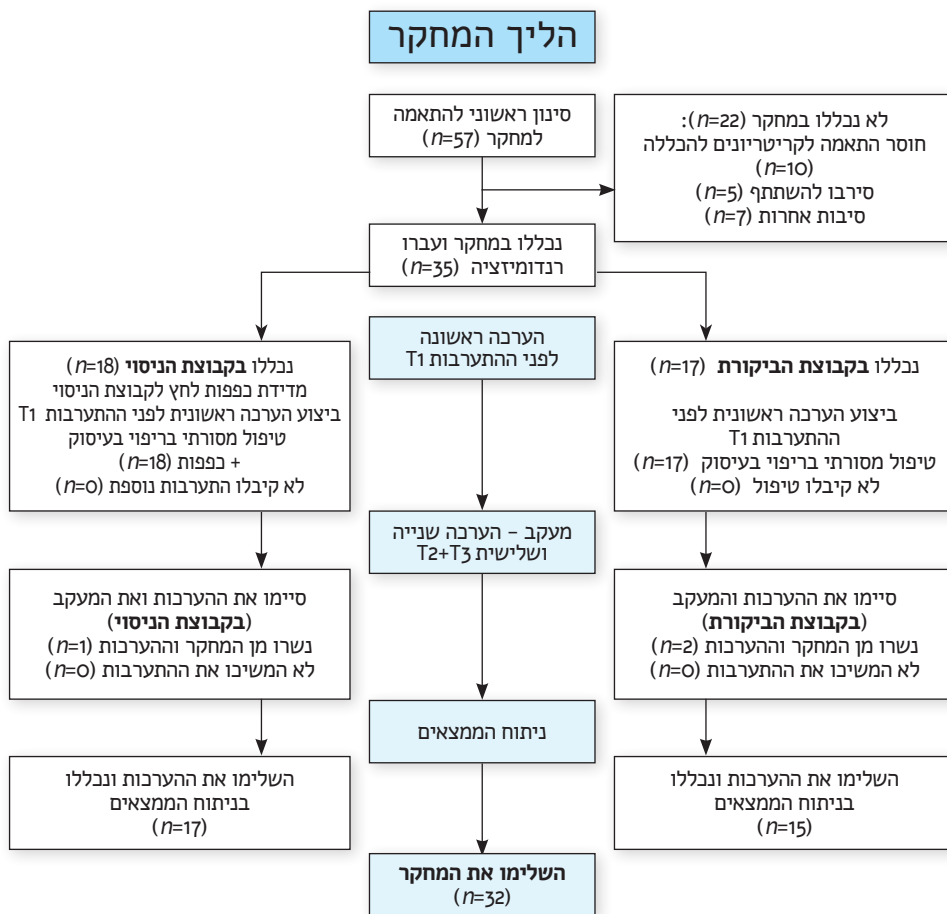 הליך המחקר
סינון ראשוני להתאמה
למחקר (n=57)
לא נכללו במחקר (n=22):
חוסר התאמה לקריטריונים להכללה
(n=10)
סירבו להשתתף (n=5)
סיבות אחרות (n=7)
נכללו במחקר ועברו
רנדומיזציה (n=35)
הערכה ראשונה
לפני ההתערבות T1
נכללו בקבוצת הביקורת (n=17)
ביצוע הערכה ראשונית לפני
ההתערבות T1
טיפול מסורתי בריפוי בעיסוק (n=17)
לא קיבלו טיפול (n=0)
נכללו בקבוצת הניסוי (n=18)
מדידת כפפות לחץ לקבוצת הניסוי
ביצוע הערכה ראשונית לפני ההתערבות T1
טיפול מסורתי בריפוי בעיסוק
+ כפפות (n=18)
לא קיבלו התערבות נוספת (n=0)
מעקב – הערכה שנייה
ושלישית T2+T3
סיימו את ההערכות והמעקב
(בקבוצת הביקורת)
נשרו מן המחקר וההערכות (n=2)
לא המשיכו את ההתערבות (n=0)
סיימו את ההערכות ואת המעקב
(בקבוצת הניסוי)
נשרו מן המחקר וההערכות (n=1)
לא המשיכו את ההתערבות (n=0)
ניתוח הממצאים
השלימו את ההערכות ונכללו
בניתוח הממצאים
(n=15)
השלימו את ההערכות ונכללו
בניתוח הממצאים
(n=17)
השלימו את המחקר
(n=32)